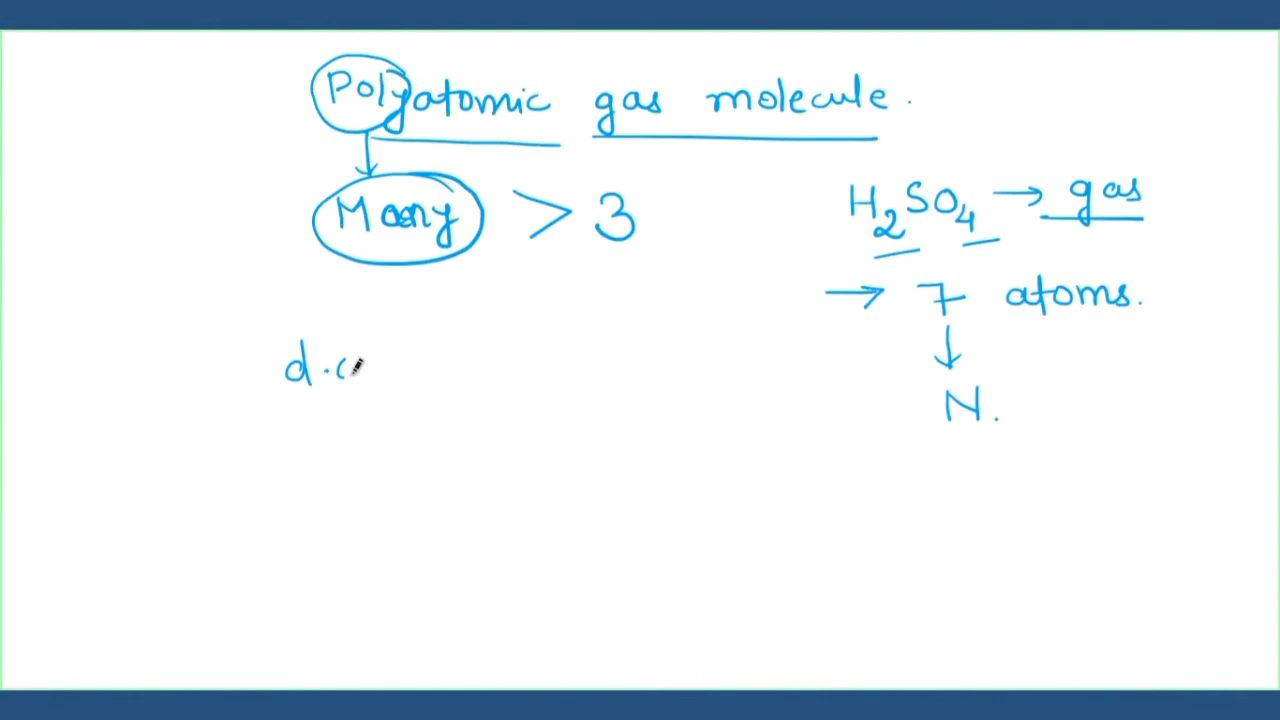 Polyatomic gas molecule.
Many > 3
H₂SO₄ → gas
→ 7 atoms.
↓
N.
d.